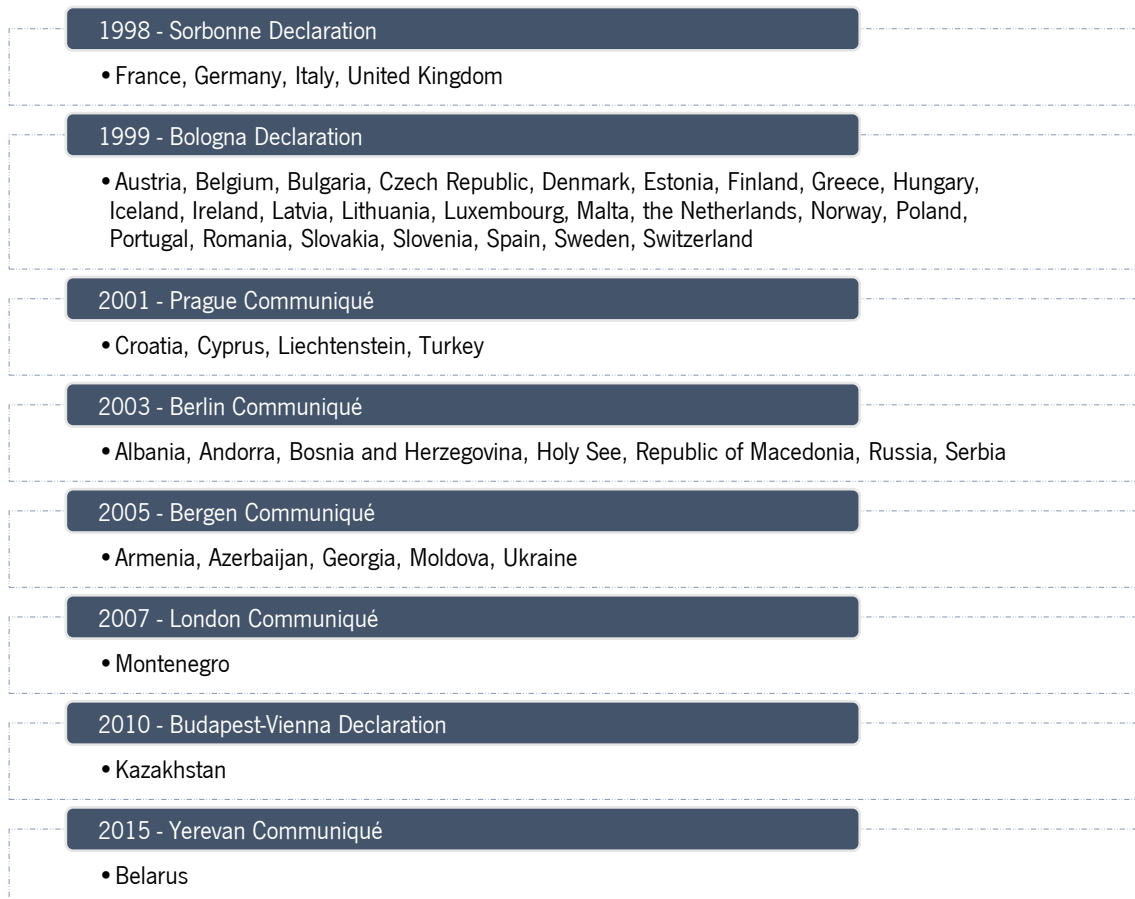 1998 - Sorbonne Declaration
•France, Germany, Italy, United Kingdom
1999 - Bologna Declaration
•Austria, Belgium, Bulgaria, Czech Republic, Denmark, Estonia, Finland, Greece, Hungary,
Iceland, Ireland, Latvia, Lithuania, Luxembourg, Malta, the Netherlands, Norway, Poland,
Portugal, Romania, Slovakia, Slovenia, Spain, Sweden, Switzerland
2001 - Prague Communiqué
•Croatia, Cyprus, Liechtenstein, Turkey
2003 - Berlin Communiqué
•Albania, Andorra, Bosnia and Herzegovina, Holy See, Republic of Macedonia, Russia, Serbia
2005 - Bergen Communiqué
•Armenia, Azerbaijan, Georgia, Moldova, Ukraine
2007 - London Communiqué
•Montenegro
2010 - Budapest-Vienna Declaration
•Kazakhstan
2015 - Yerevan Communiqué
•Belarus